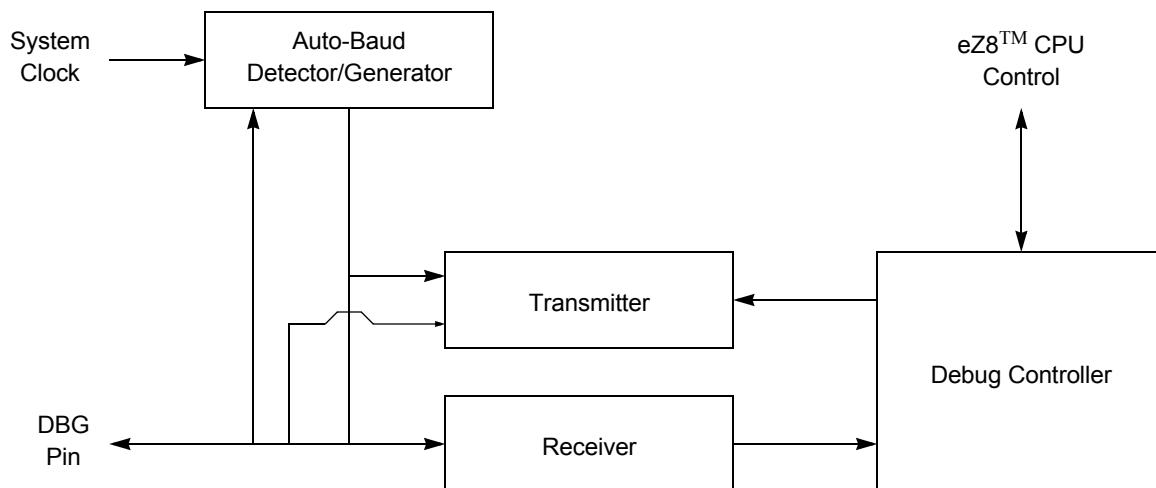 System
Clock
Auto-Baud
Detector/Generator
eZ8™ CPU
Control
Transmitter
Debug Controller
DBG
Pin
Receiver